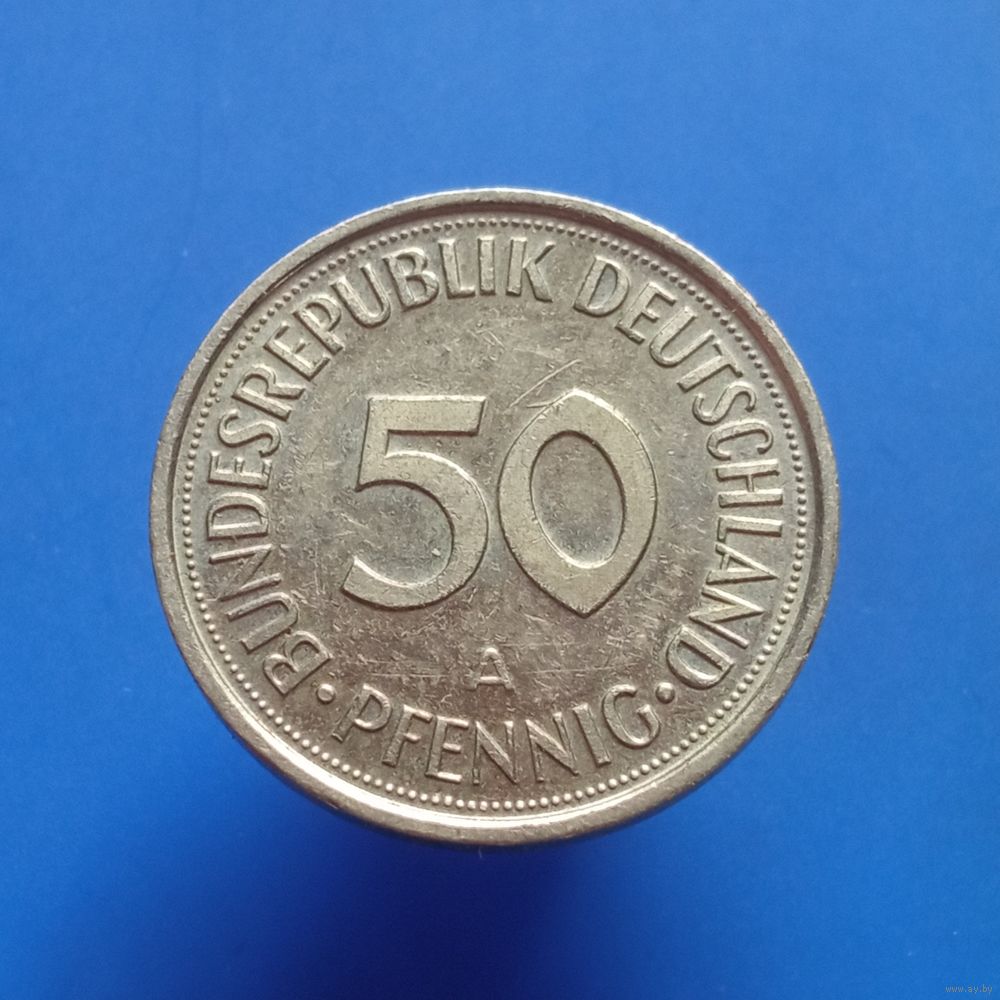 ·BUNDESREPUBLIK DEUTSCHLAND·
50
A
PFENNIG
www.ay.by